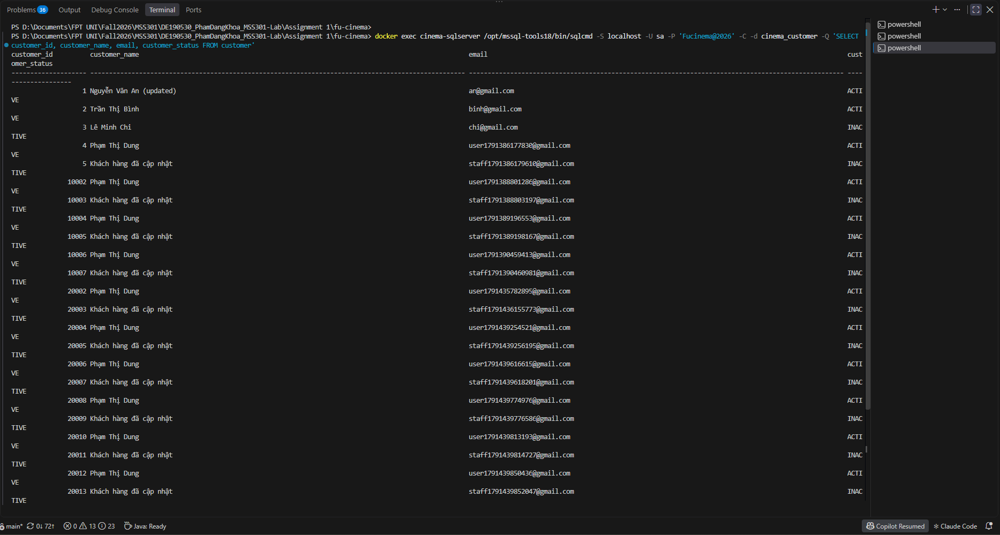 Problems 36 Output Debug Console Terminal Ports
PS D:\Documents\FPT UNI\Fall2026\MSS301\DE190530_PhamDangKhoa_MSS301-Lab\Assignment 1\fu-cinema>
PS D:\Documents\FPT UNI\Fall2026\MSS301\DE190530_PhamDangKhoa_MSS301-Lab\Assignment 1\fu-cinema> docker exec cinema-sqlserver /opt/mssql-tools18/bin/sqlcmd -S localhost -U sa -P 'Fucinema@2026' -C -d cinema_customer -Q 'SELECT
customer_id, customer_name, email, customer_status FROM customer'
customer_id customer_name email cust
omer_status
-------------------- ---------------------------------------------------------------------------------------------------- ---------------------------------------------------------------------------------------------------- ----
----------------
1 Nguyễn Văn An (updated) an@gmail.com ACTI
VE
2 Trần Thị Bình binh@gmail.com ACTI
VE
3 Lê Minh Chi chi@gmail.com INAC
TIVE
4 Phạm Thị Dung user1791386177830@gmail.com ACTI
VE
5 Khách hàng đã cập nhật staff1791386179610@gmail.com INAC
TIVE
10002 Phạm Thị Dung user1791388801286@gmail.com ACTI
VE
10003 Khách hàng đã cập nhật staff1791388803197@gmail.com INAC
TIVE
10004 Phạm Thị Dung user1791389196553@gmail.com ACTI
VE
10005 Khách hàng đã cập nhật staff1791389198167@gmail.com INAC
TIVE
10006 Phạm Thị Dung user1791390459413@gmail.com ACTI
VE
10007 Khách hàng đã cập nhật staff1791390460981@gmail.com INAC
TIVE
20002 Phạm Thị Dung user1791435782895@gmail.com ACTI
VE
20003 Khách hàng đã cập nhật staff1791436155773@gmail.com INAC
TIVE
20004 Phạm Thị Dung user1791439254521@gmail.com ACTI
VE
20005 Khách hàng đã cập nhật staff1791439256195@gmail.com INAC
TIVE
20006 Phạm Thị Dung user1791439616615@gmail.com ACTI
VE
20007 Khách hàng đã cập nhật staff1791439618201@gmail.com INAC
TIVE
20008 Phạm Thị Dung user1791439774976@gmail.com ACTI
VE
20009 Khách hàng đã cập nhật staff1791439776586@gmail.com INAC
TIVE
20010 Phạm Thị Dung user1791439813193@gmail.com ACTI
VE
20011 Khách hàng đã cập nhật staff1791439814727@gmail.com INAC
TIVE
20012 Phạm Thị Dung user1791439850436@gmail.com ACTI
VE
20013 Khách hàng đã cập nhật staff1791439852047@gmail.com INAC
TIVE
powershell
powershell
powershell
main* 0↓ 72↑ 0 13 23 Java: Ready Copilot Resumed Claude Code